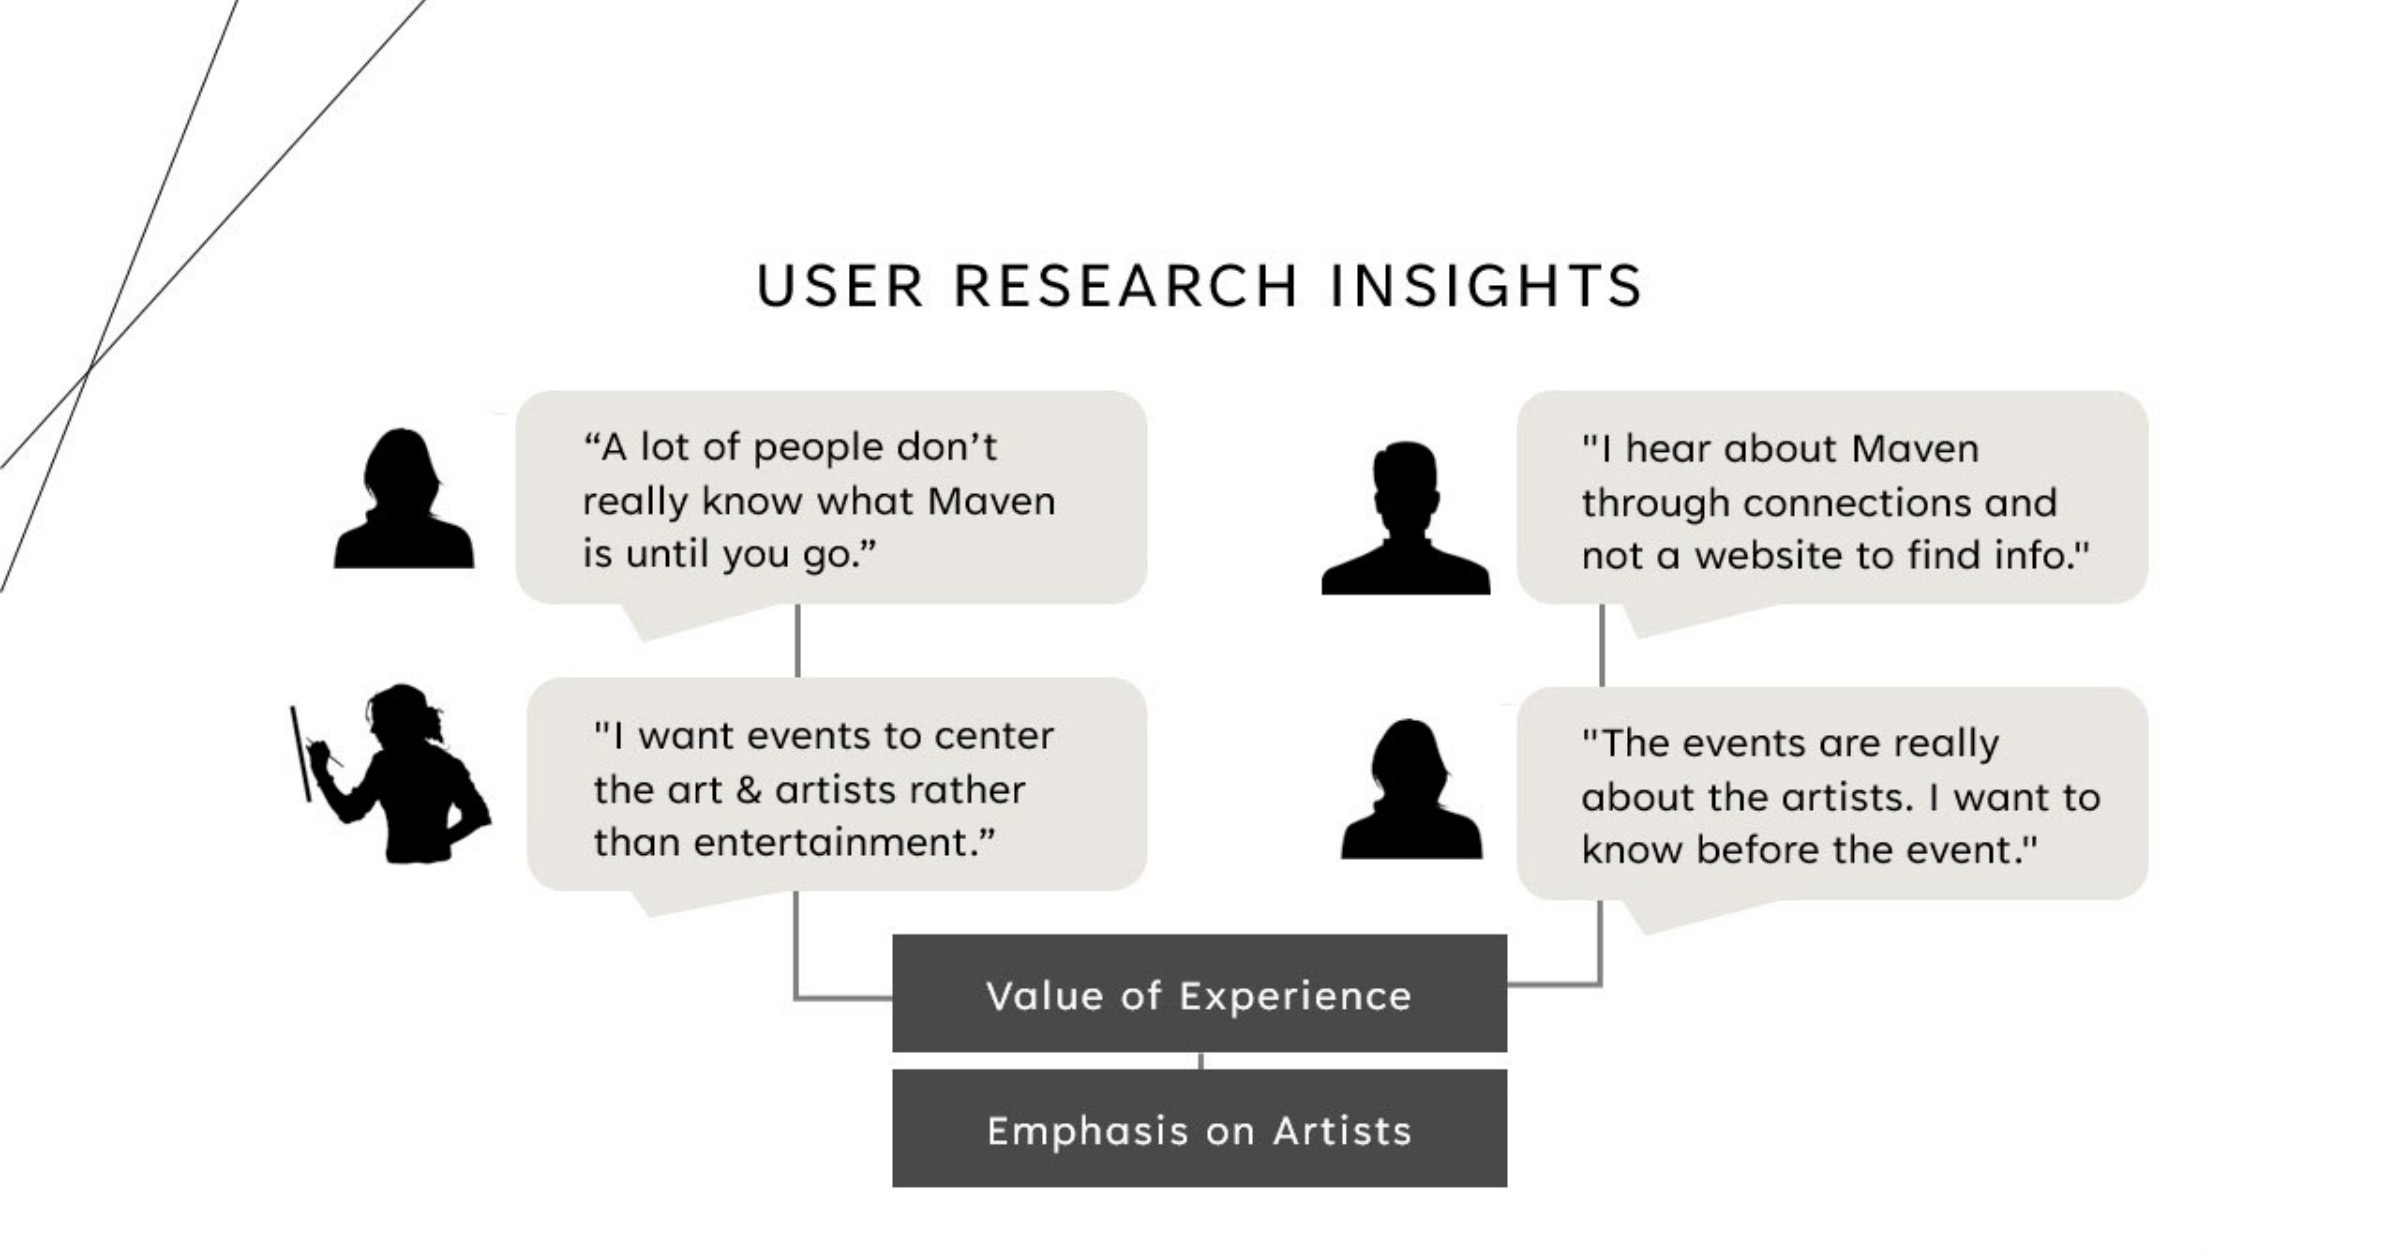 USER RESEARCH INSIGHTS
“A lot of people don’t
really know what Maven
is until you go.”
"I hear about Maven
through connections and
not a website to find info."
"I want events to center
the art & artists rather
than entertainment.”
"The events are really
about the artists. I want to
know before the event."
Value of Experience
Emphasis on Artists